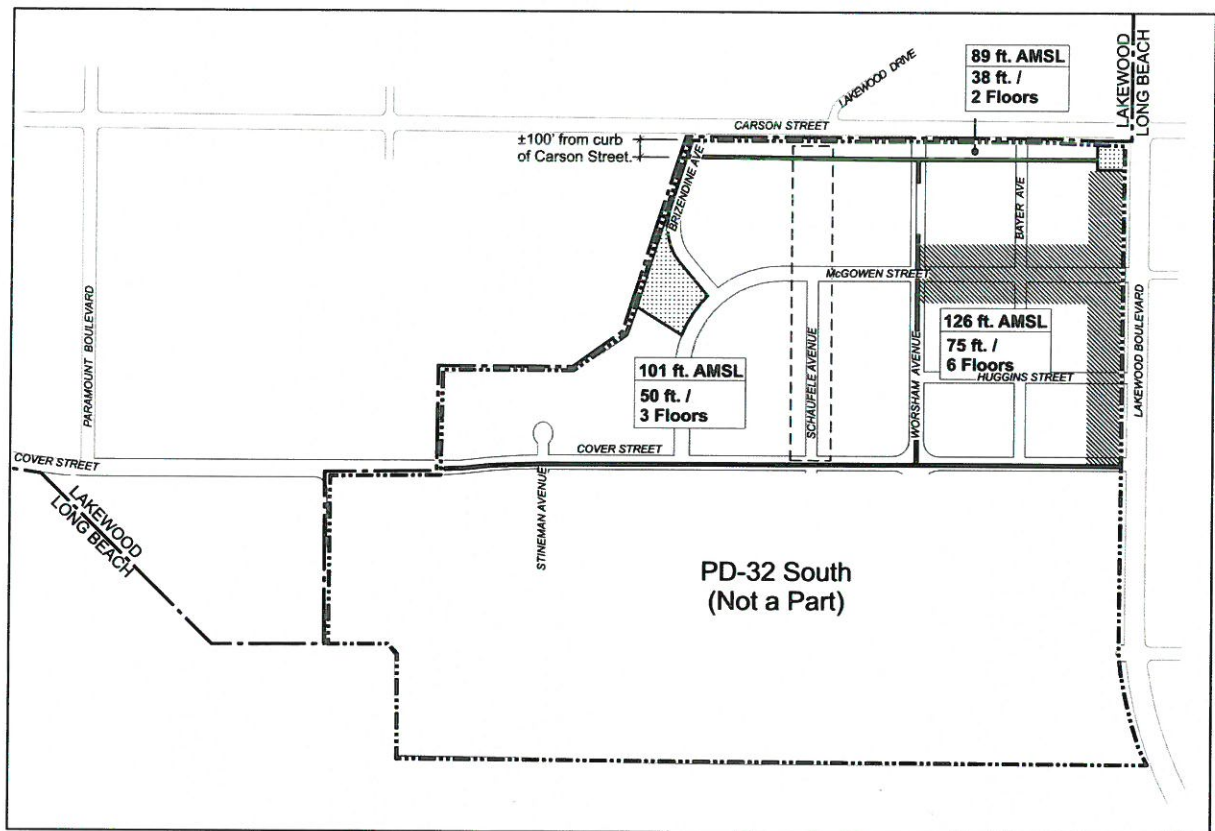 LAKEWOOD
LONG BEACH
89 ft. AMSL
38 ft. /
2 Floors
LAKEWOOD DRIVE
CARSON STREET
±100' from curb
of Carson Street.
BRIZENDINE AVE
BAYER AVE
McGOWEN STREET
PARAMOUNT BOULEVARD
LAKEWOOD BOULEVARD
126 ft. AMSL
75 ft. /
6 Floors
101 ft. AMSL
50 ft. /
3 Floors
SCHAUFELE AVENUE
WORSHAM AVENUE
HUGGINS STREET
COVER STREET
COVER STREET
STINEMAN AVENUE
LAKEWOOD
LONG BEACH
PD-32 South
(Not a Part)